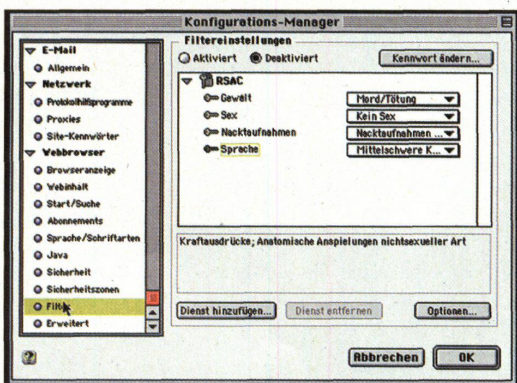 Konfigurations-Manager
E-Mail
Allgemein
Netzwerk
Protokollhilfsprogramme
Proxies
Site-Kennwörter
Webbrowser
Browseranzeige
Webinhalt
Start/Suche
Abonnements
Sprache/Schriftarten
Java
Sicherheit
Sicherheitszonen
Filter
Erweitert
Filtereinstellungen
Aktiviert
Deaktiviert
Kennwort ändern...
RSAC
Gewalt
Mord/Tötung
Sex
Kein Sex
Nacktaufnahmen
Nacktaufnahmen ...
Sprache
Mittelschwere K...
Kraftausdrücke; Anatomische Anspielungen nichtsexueller Art
Dienst hinzufügen...
Dienst entfernen
Optionen...
?
Abbrechen
OK